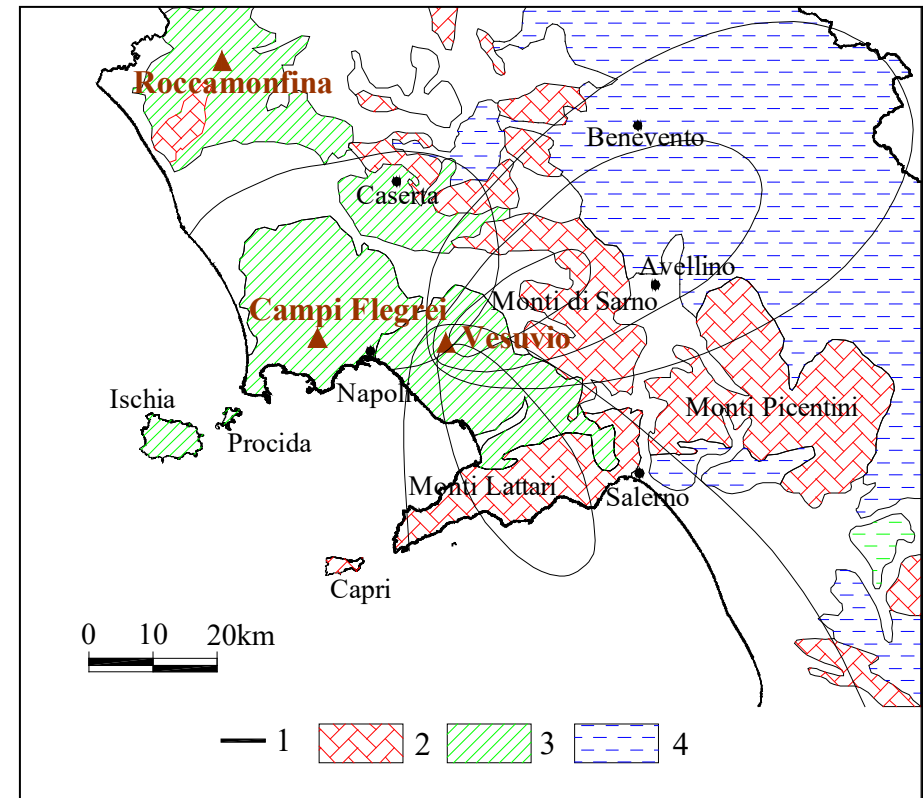 Roccamonfina
Benevento
Caserta
Avellino
Monti di Sarno
Campi Flegrei
Vesuvio
Napoli
Ischia
Procida
Monti Picentini
Monti Lattari
Salerno
Capri
0 10 20km
1 2 3 4